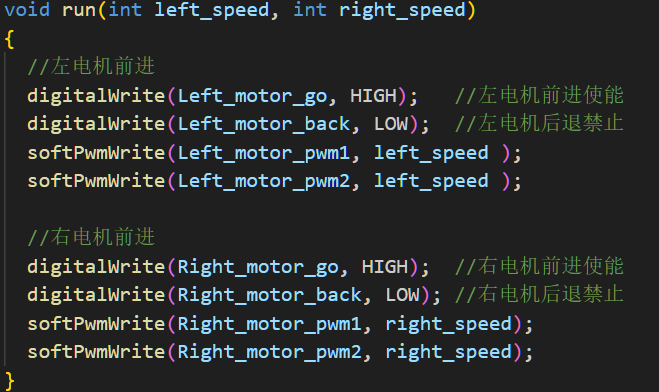 void run(int left_speed, int right_speed)
{
  //左电机前进
  digitalWrite(Left_motor_go, HIGH);   //左电机前进使能
  digitalWrite(Left_motor_back, LOW);  //左电机后退禁止
  softPwmWrite(Left_motor_pwm1, left_speed );
  softPwmWrite(Left_motor_pwm2, left_speed );

  //右电机前进
  digitalWrite(Right_motor_go, HIGH);  //右电机前进使能
  digitalWrite(Right_motor_back, LOW); //右电机后退禁止
  softPwmWrite(Right_motor_pwm1, right_speed);
  softPwmWrite(Right_motor_pwm2, right_speed);
}